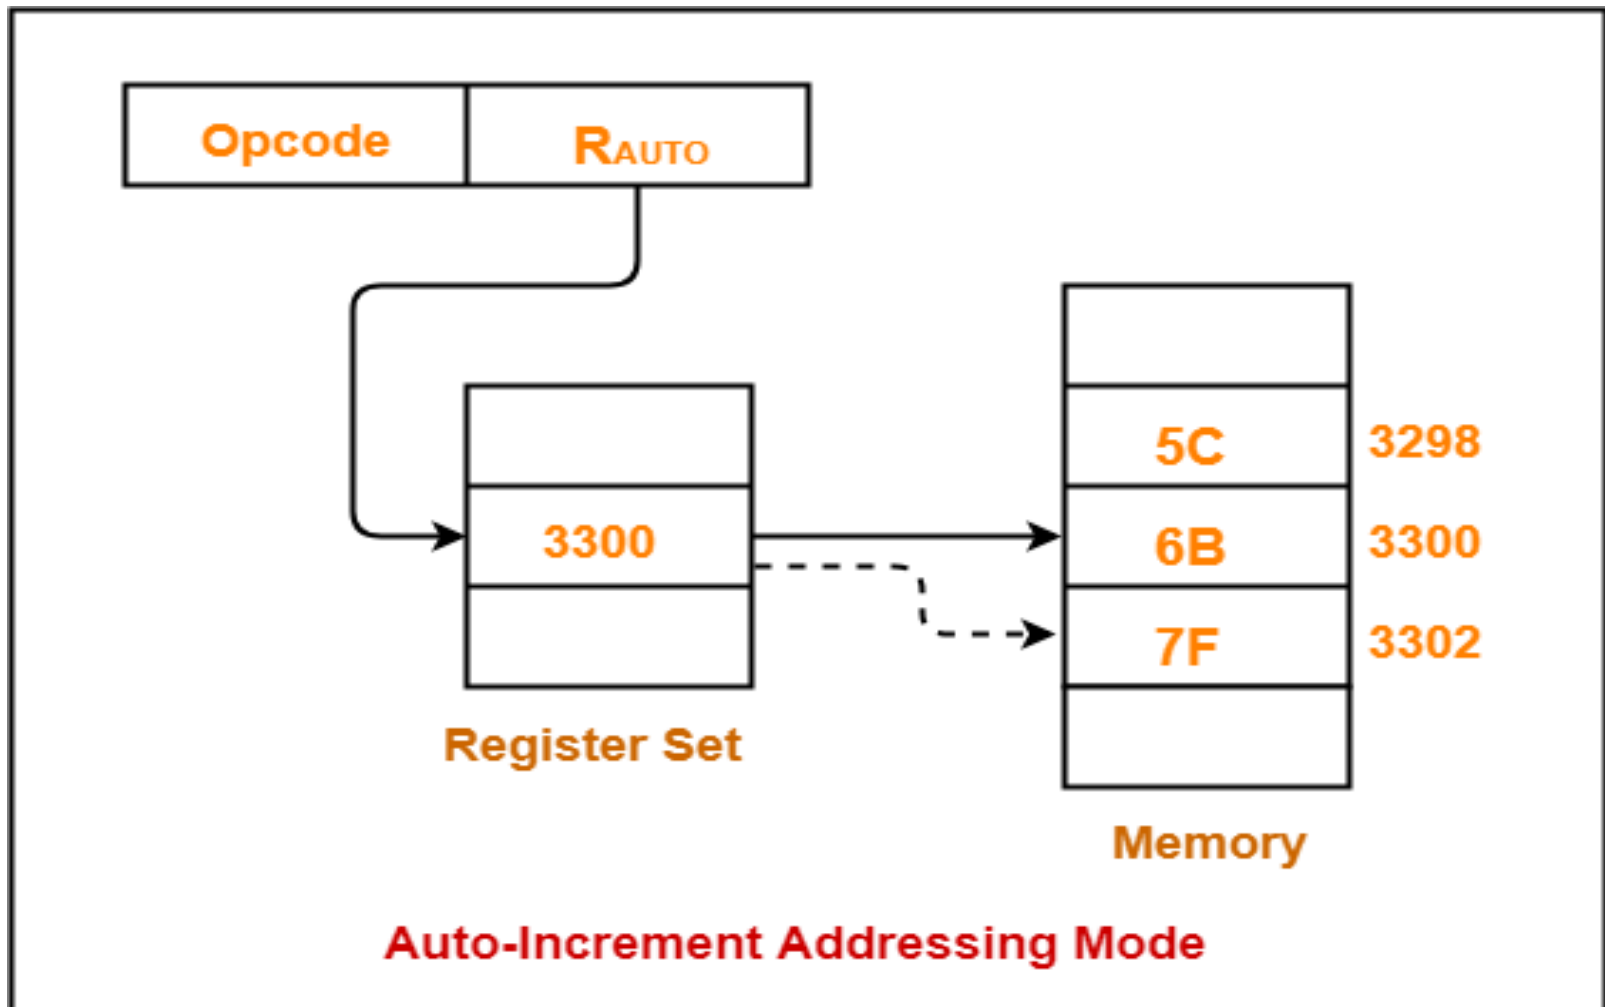 Opcode
RAUTO
3300
Register Set
5C 3298
6B 3300
7F 3302
Memory
Auto-Increment Addressing Mode